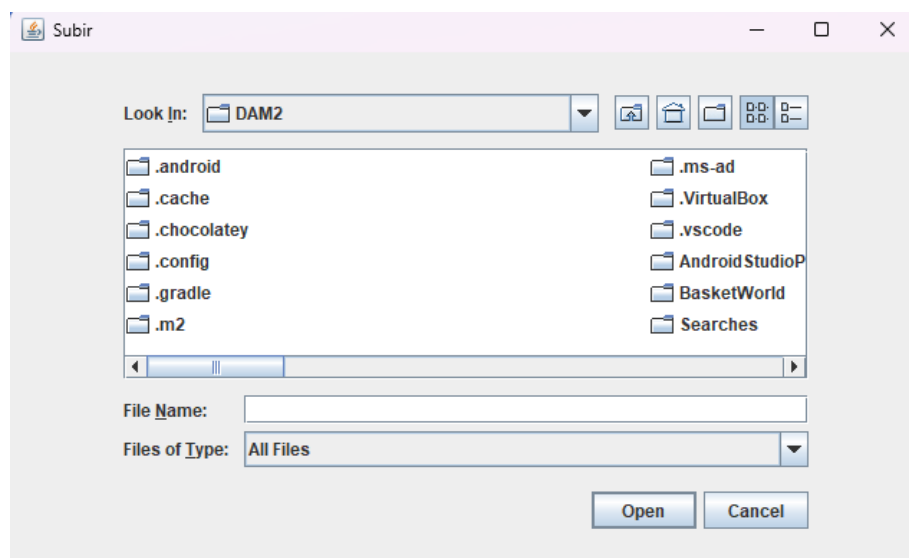 Subir
Look In: DAM2
.android
.cache
.chocolatey
.config
.gradle
.m2
.ms-ad
.VirtualBox
.vscode
AndroidStudioP
BasketWorld
Searches
File Name:
Files of Type: All Files
Open Cancel